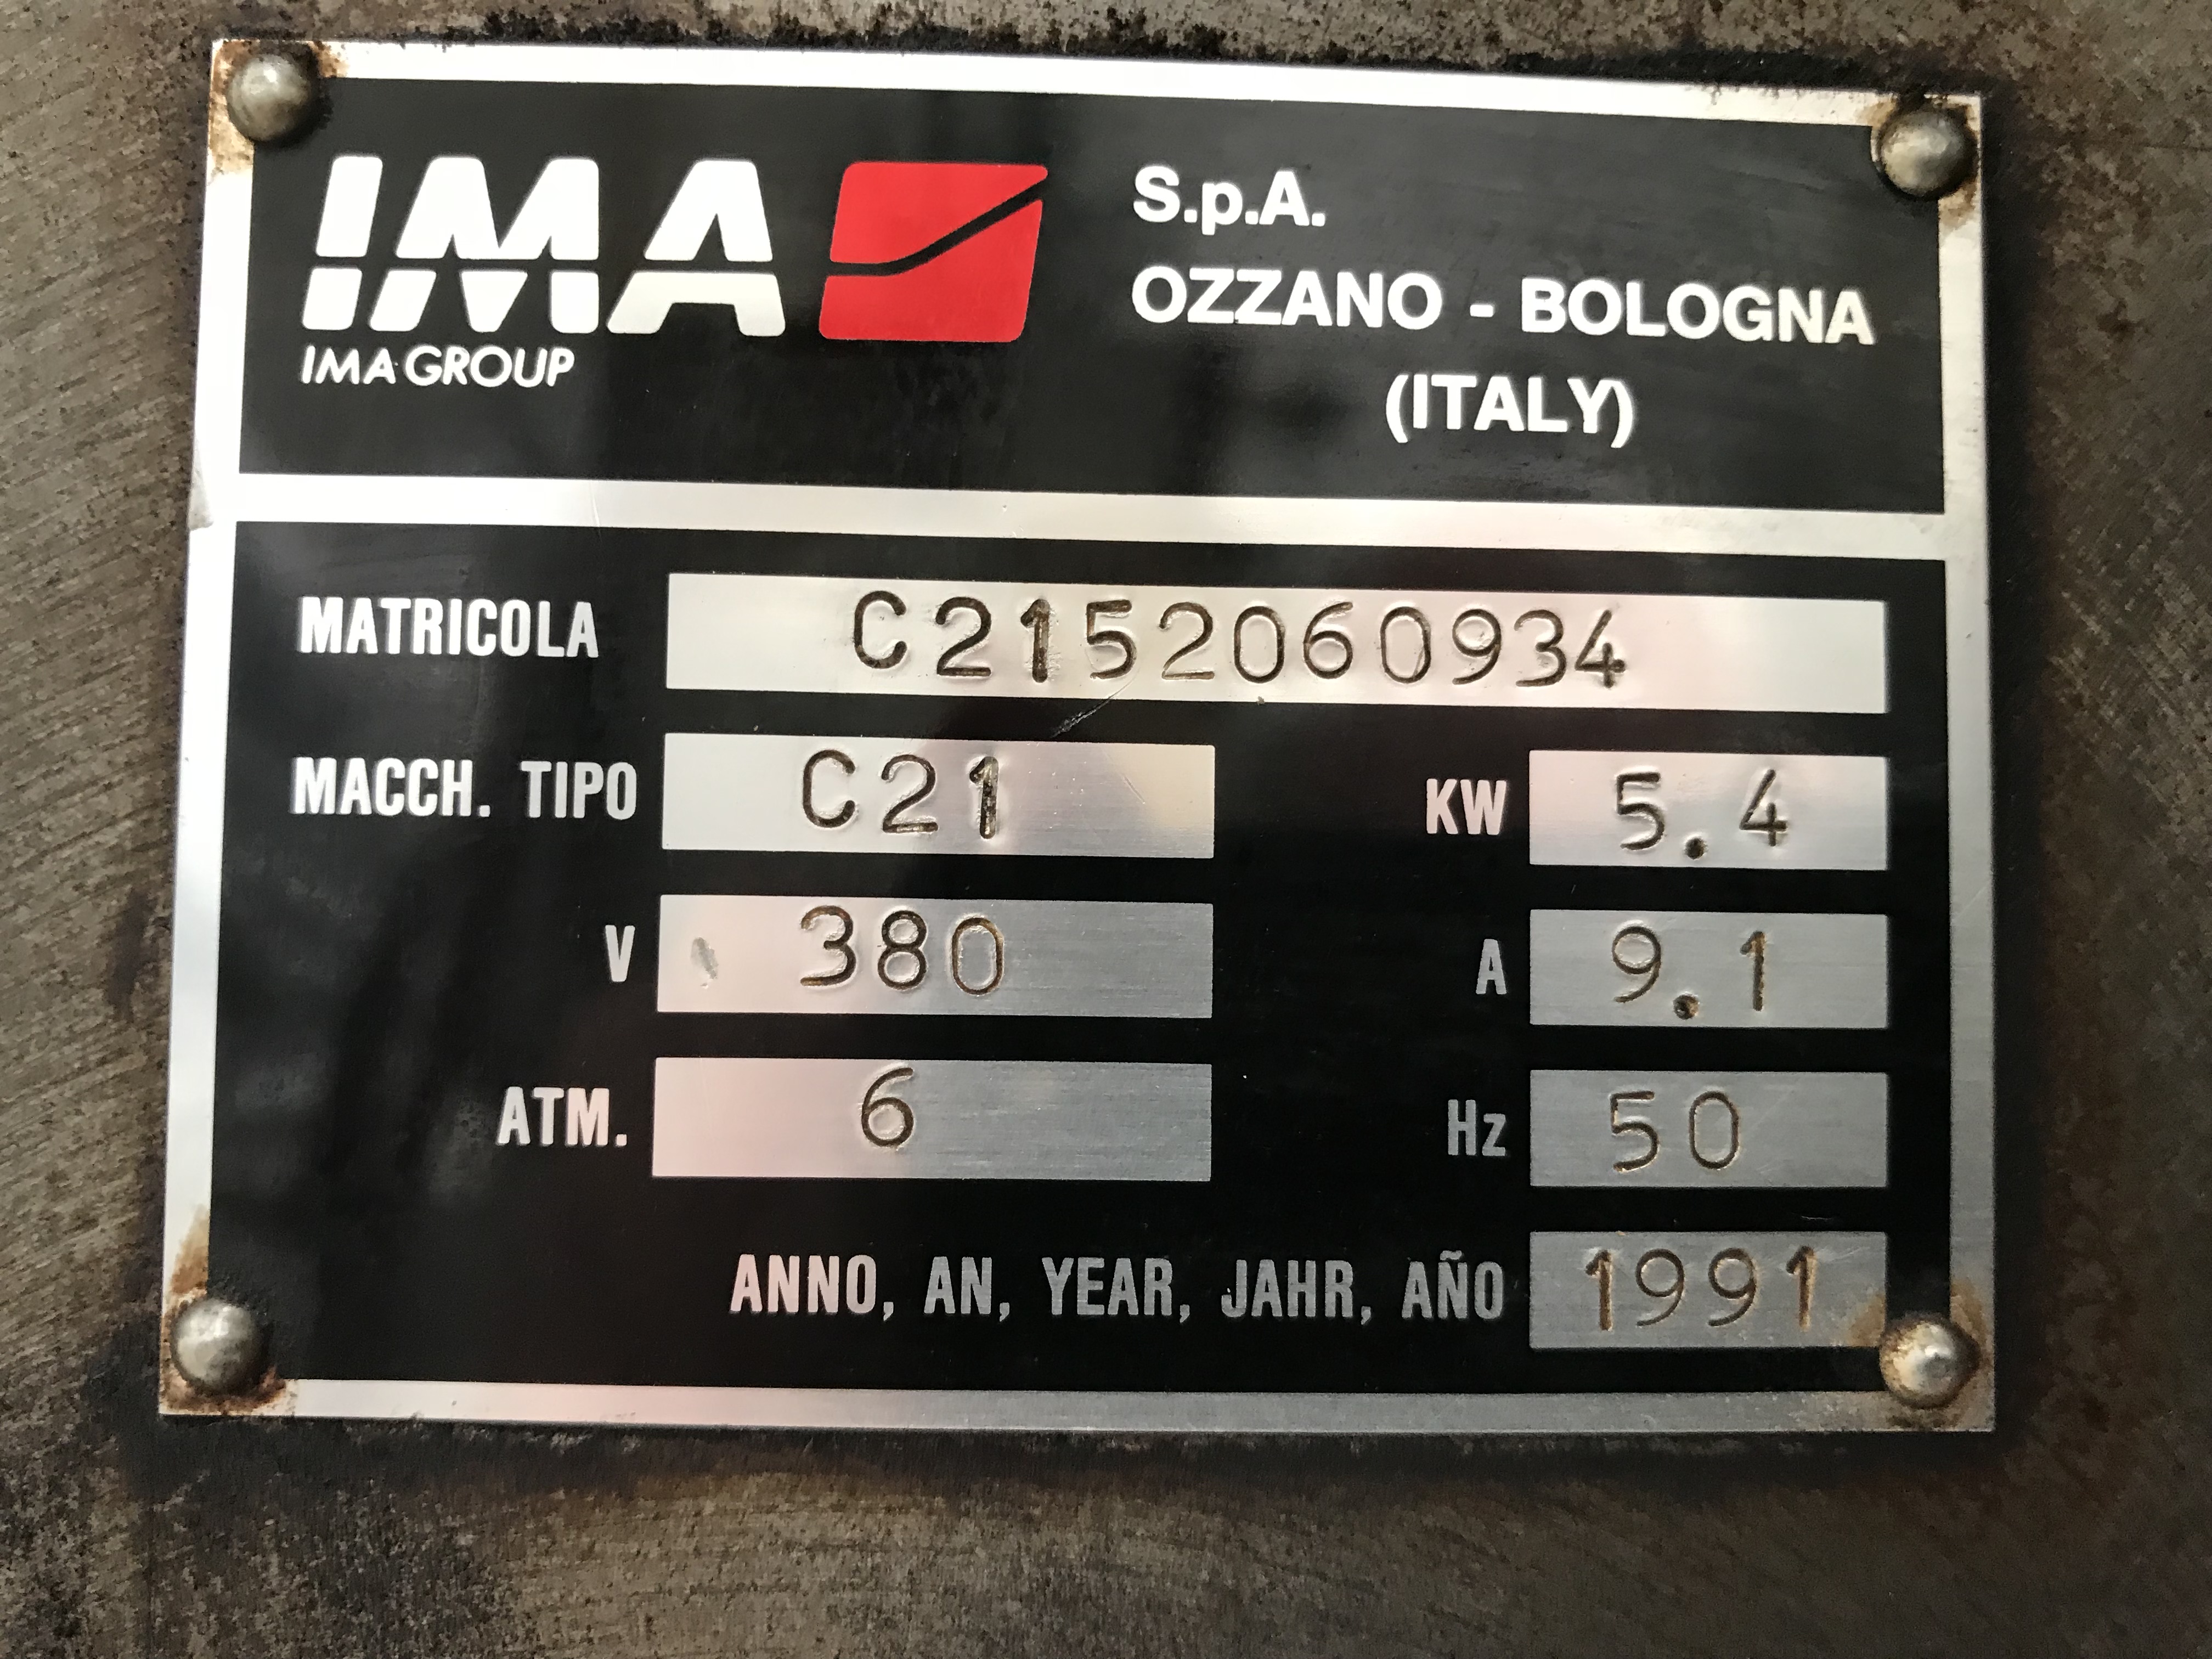 IMA
IMA GROUP
S.p.A.
OZZANO - BOLOGNA
(ITALY)
MATRICOLA C2152060934
MACCH. TIPO C21 KW 5.4
V 380 A 9.1
ATM. 6 Hz 50
ANNO, AN, YEAR, JAHR, AÑO 1991